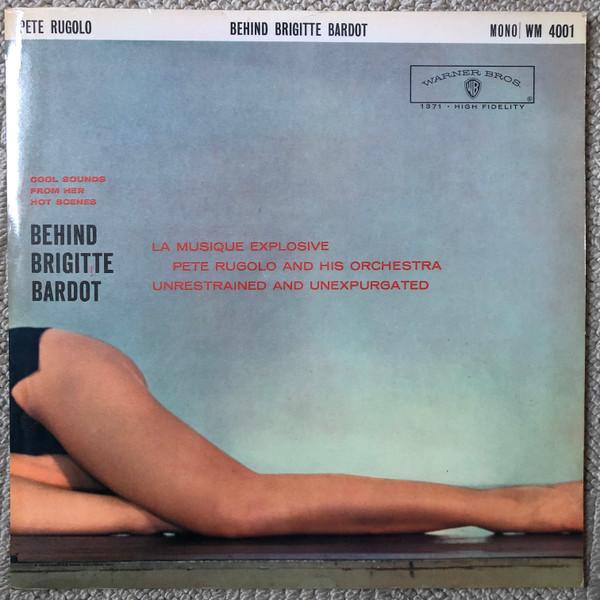 PETE RUGOLO BEHIND BRIGITTE BARDOT MONO WM 4001
WARNER BROS.
WB
1371 · HIGH FIDELITY
COOL SOUNDS
FROM HER
HOT SCENES
BEHIND
BRIGITTE
BARDOT
LA MUSIQUE EXPLOSIVE
PETE RUGOLO AND HIS ORCHESTRA
UNRESTRAINED AND UNEXPURGATED